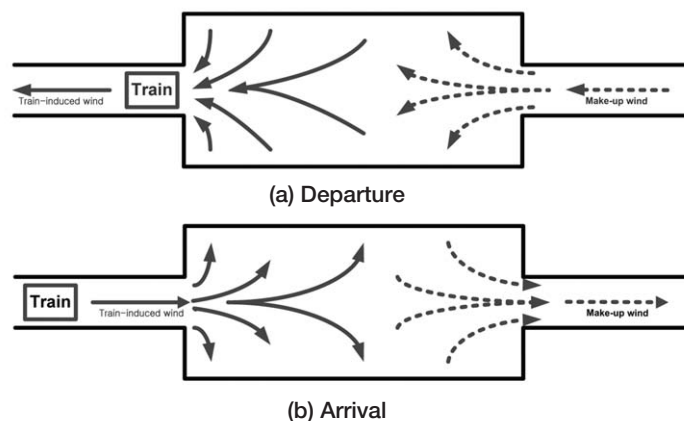 Train
Train-induced wind
Make-up wind
(a) Departure
Train
Train-induced wind
Make-up wind
(b) Arrival